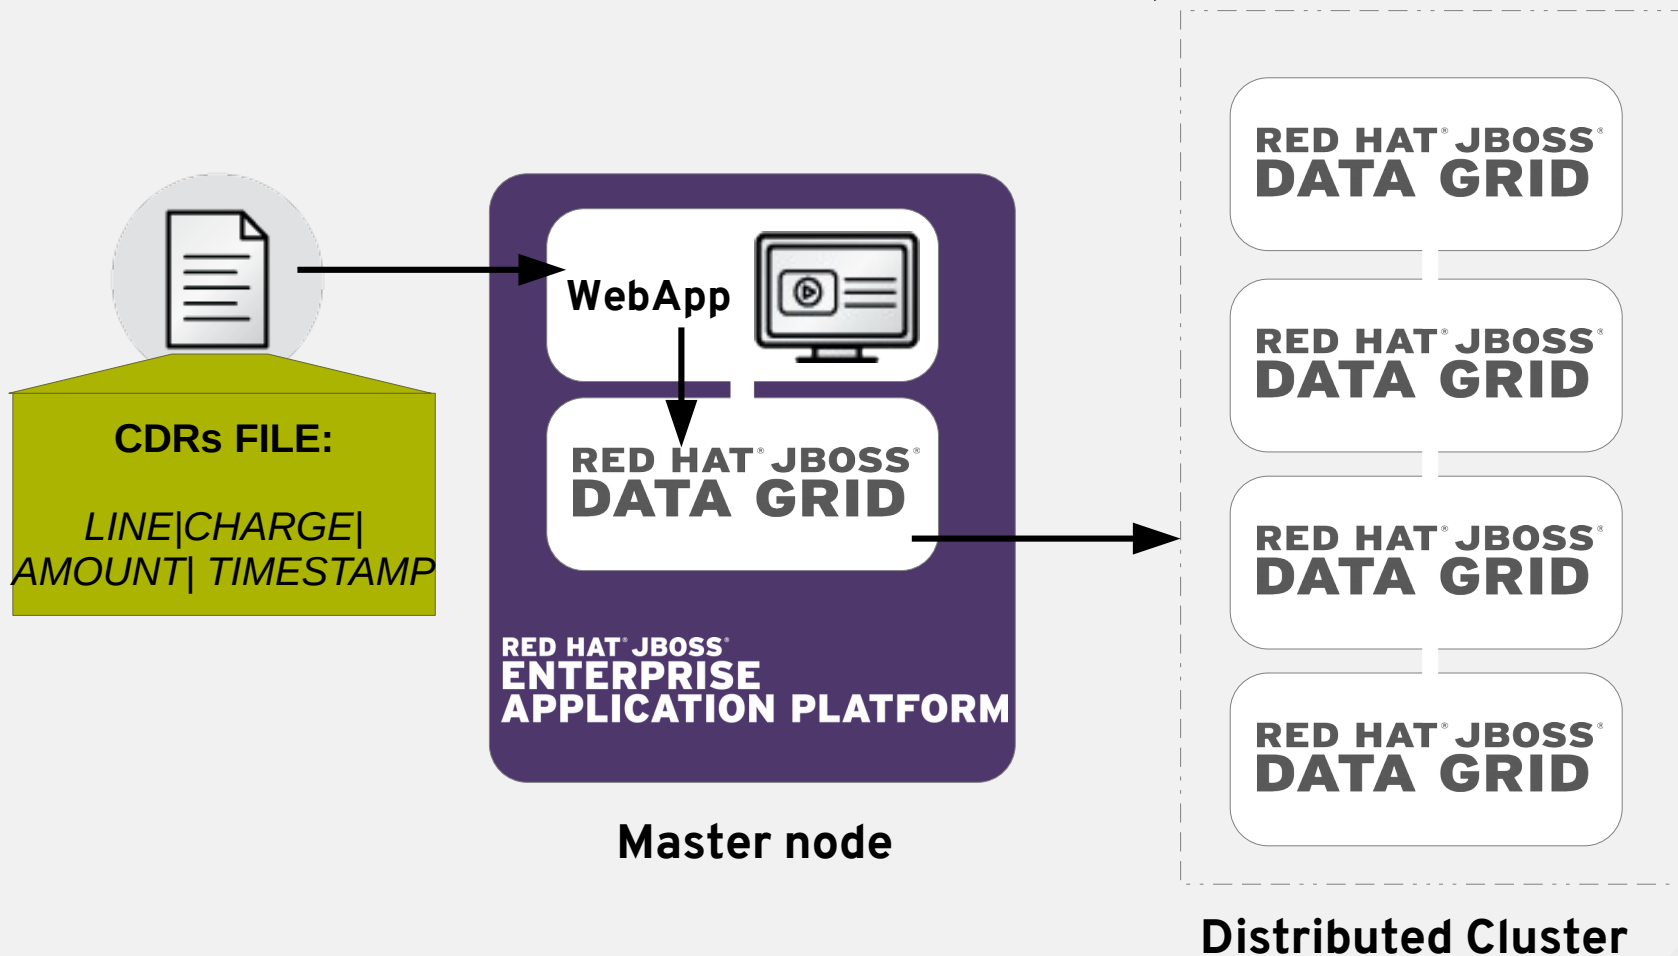 CDRs FILE:
LINE|CHARGE|
AMOUNT| TIMESTAMP
WebApp
RED HAT® JBOSS®
DATA GRID
RED HAT® JBOSS®
ENTERPRISE
APPLICATION PLATFORM
Master node
RED HAT® JBOSS®
DATA GRID
RED HAT® JBOSS®
DATA GRID
RED HAT® JBOSS®
DATA GRID
RED HAT® JBOSS®
DATA GRID
Distributed Cluster